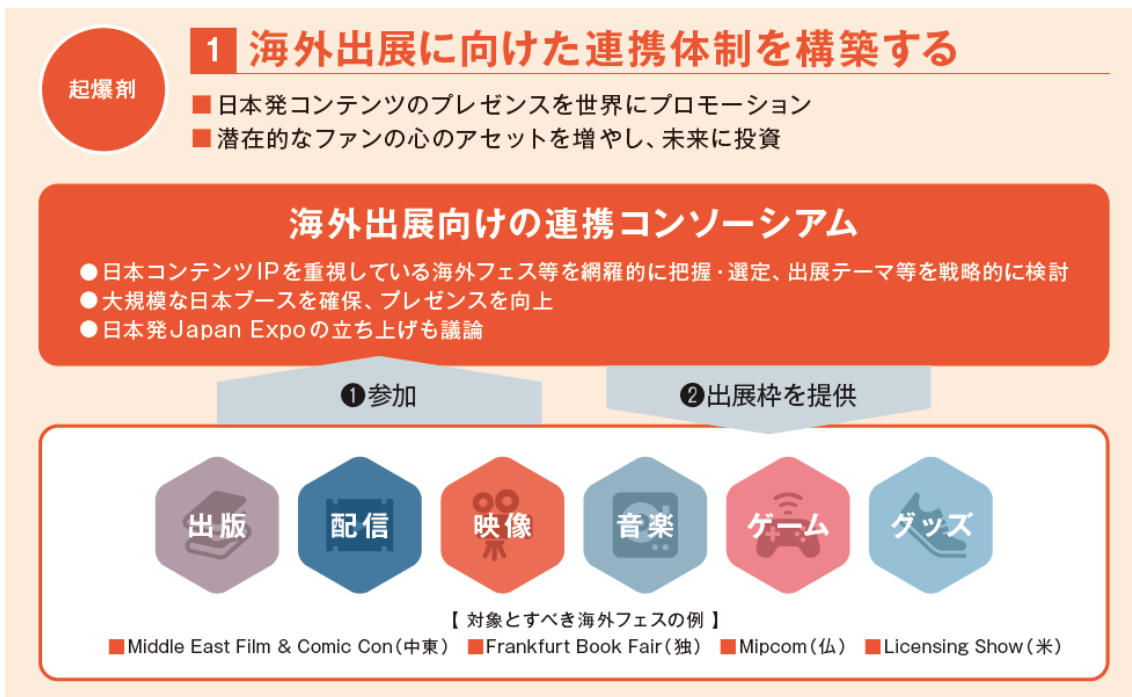 起爆剤
1 海外出展に向けた連携体制を構築する
■日本発コンテンツのプレゼンスを世界にプロモーション
■潜在的なファンの心のアセットを増やし、未来に投資
海外出展向けの連携コンソーシアム
●日本コンテンツIPを重視している海外フェス等を網羅的に把握・選定、出展テーマ等を戦略的に検討
●大規模な日本ブースを確保、プレゼンスを向上
●日本発Japan Expoの立ち上げも議論
❶参加
❷出展枠を提供
出版 配信 映像 音楽 ゲーム グッズ
【 対象とすべき海外フェスの例 】
■Middle East Film & Comic Con(中東) ■Frankfurt Book Fair(独) ■Mipcom(仏) ■Licensing Show(米)